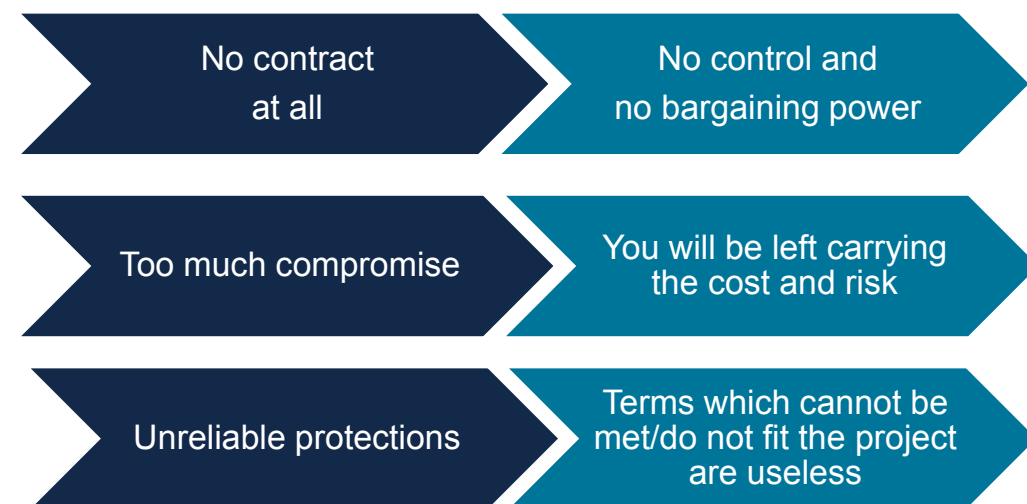 No contract
at all
No control and
no bargaining power
Too much compromise
You will be left carrying
the cost and risk
Unreliable protections
Terms which cannot be
met/do not fit the project
are useless